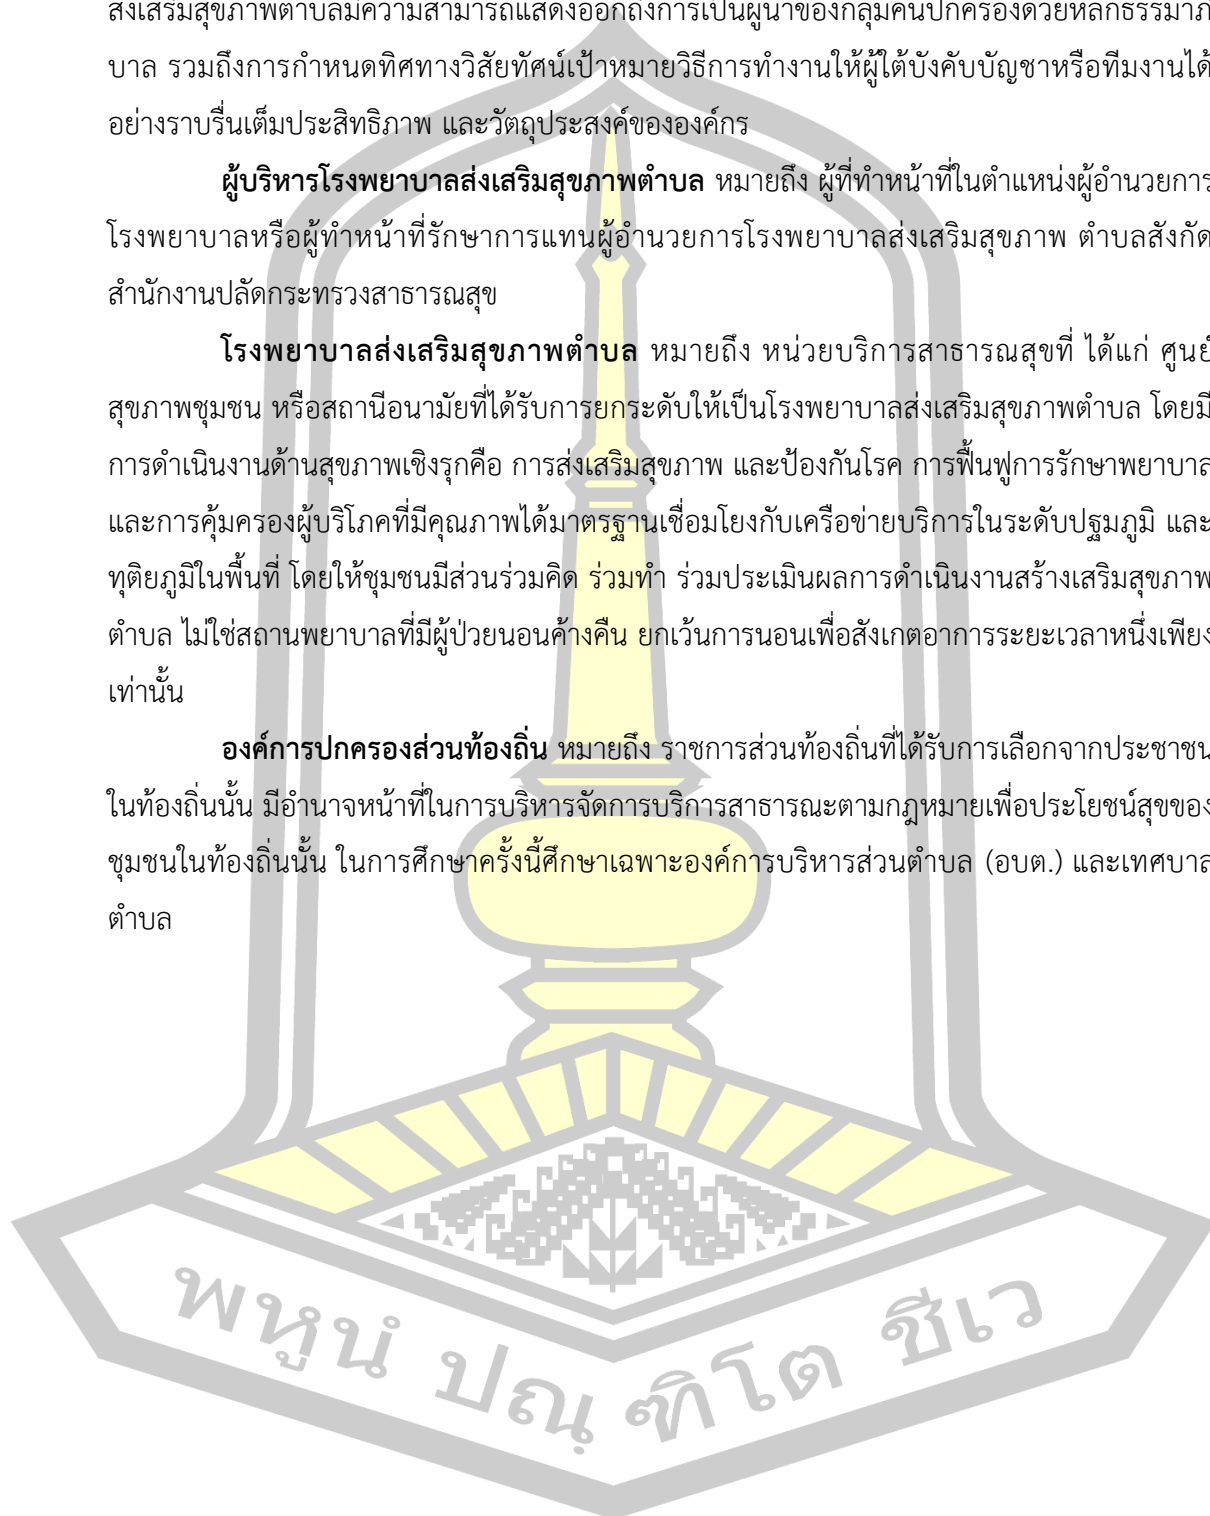 ส่งเสริมสุขภาพตำบลมีความสามารถแสดงออกถึงการเป็นผู้นำของกลุ่มคนปกครองด้วยหลักธรรมาภิ
บาล รวมถึงการกำหนดทิศทางวิสัยทัศน์เป้าหมายวิธีการทำงานให้ผู้ใต้บังคับบัญชาหรือทีมงานได้
อย่างราบรื่นเต็มประสิทธิภาพ และวัตถุประสงค์ขององค์กร
ผู้บริหารโรงพยาบาลส่งเสริมสุขภาพตำบล หมายถึง ผู้ที่ทำหน้าที่ในตำแหน่งผู้อำนวยการ
โรงพยาบาลหรือผู้ทำหน้าที่รักษาการแทนผู้อำนวยการโรงพยาบาลส่งเสริมสุขภาพ ตำบลสังกัด
สำนักงานปลัดกระทรวงสาธารณสุข
โรงพยาบาลส่งเสริมสุขภาพตำบล หมายถึง หน่วยบริการสาธารณสุขที่ ได้แก่ ศูนย์
สุขภาพชุมชน หรือสถานีอนามัยที่ได้รับการยกระดับให้เป็นโรงพยาบาลส่งเสริมสุขภาพตำบล โดยมี
การดำเนินงานด้านสุขภาพเชิงรุกคือ การส่งเสริมสุขภาพ และป้องกันโรค การฟื้นฟูการรักษาพยาบาล
และการคุ้มครองผู้บริโภคที่มีคุณภาพได้มาตรฐานเชื่อมโยงกับเครือข่ายบริการในระดับปฐมภูมิ และ
ทุติยภูมิในพื้นที่ โดยให้ชุมชนมีส่วนร่วมคิด ร่วมทำ ร่วมประเมินผลการดำเนินงานสร้างเสริมสุขภาพ
ตำบล ไม่ใช่สถานพยาบาลที่มีผู้ป่วยนอนค้างคืน ยกเว้นการนอนเพื่อสังเกตอาการระยะเวลาหนึ่งเพียง
เท่านั้น
องค์การปกครองส่วนท้องถิ่น หมายถึง ราชการส่วนท้องถิ่นที่ได้รับการเลือกจากประชาชน
ในท้องถิ่นนั้น มีอำนาจหน้าที่ในการบริหารจัดการบริการสาธารณะตามกฎหมายเพื่อประโยชน์สุขของ
ชุมชนในท้องถิ่นนั้น ในการศึกษาครั้งนี้ศึกษาเฉพาะองค์การบริหารส่วนตำบล (อบต.) และเทศบาล
ตำบล
พหูนํ ปณฺฑิโต ชีเว